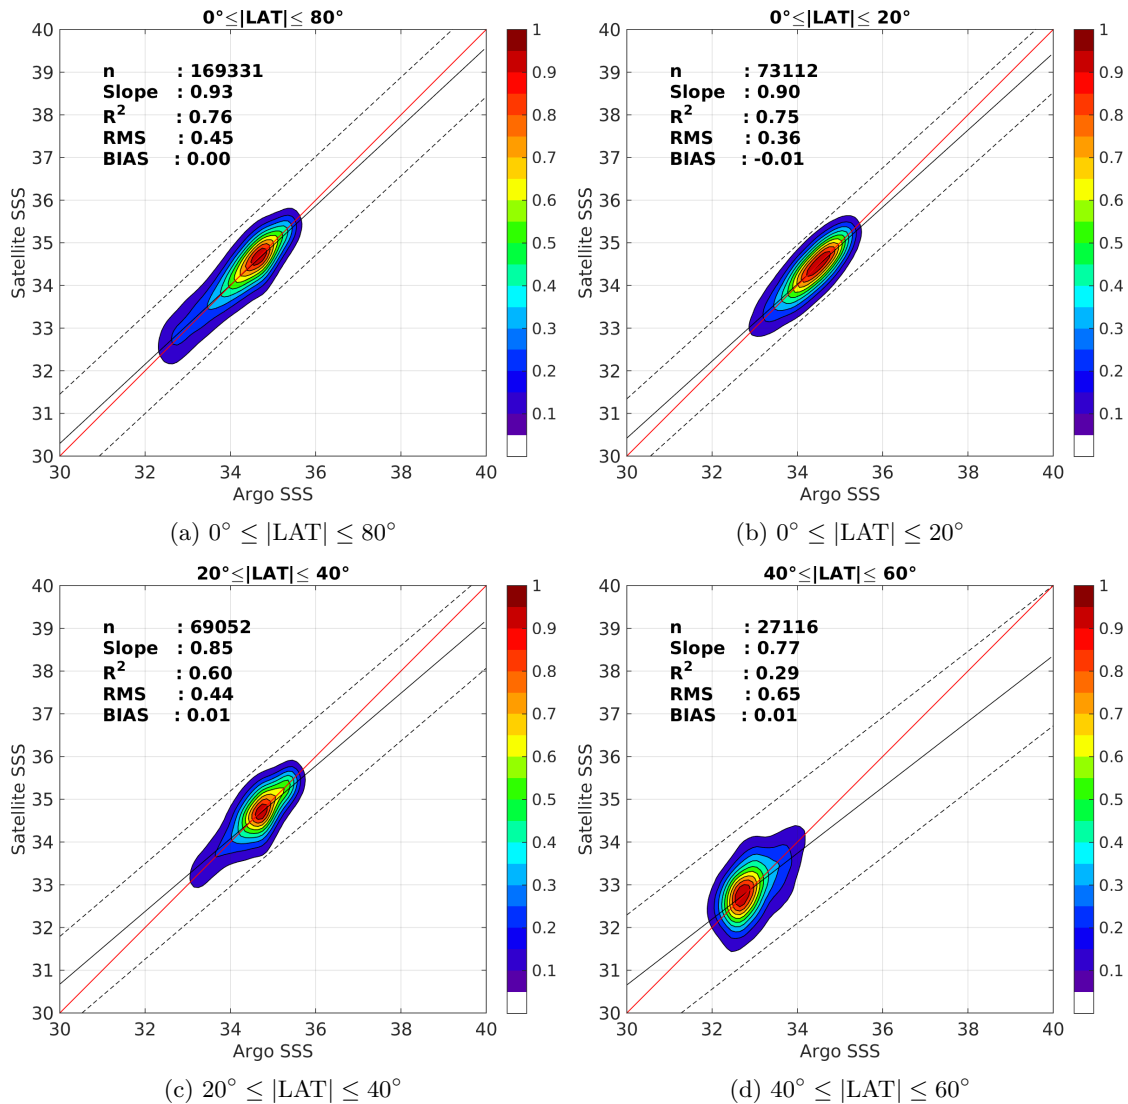 0°≤|LAT|≤ 80°
n : 169331
Slope : 0.93
R² : 0.76
RMS : 0.45
BIAS : 0.00
40
39
38
37
36
35
34
33
32
31
30
Satellite SSS
30 32 34 36 38 40
Argo SSS
1
0.9
0.8
0.7
0.6
0.5
0.4
0.3
0.2
0.1
(a) 0° ≤ |LAT| ≤ 80°
0°≤|LAT|≤ 20°
n : 73112
Slope : 0.90
R² : 0.75
RMS : 0.36
BIAS : -0.01
40
39
38
37
36
35
34
33
32
31
30
Satellite SSS
30 32 34 36 38 40
Argo SSS
1
0.9
0.8
0.7
0.6
0.5
0.4
0.3
0.2
0.1
(b) 0° ≤ |LAT| ≤ 20°
20°≤|LAT|≤ 40°
n : 69052
Slope : 0.85
R² : 0.60
RMS : 0.44
BIAS : 0.01
40
39
38
37
36
35
34
33
32
31
30
Satellite SSS
30 32 34 36 38 40
Argo SSS
1
0.9
0.8
0.7
0.6
0.5
0.4
0.3
0.2
0.1
(c) 20° ≤ |LAT| ≤ 40°
40°≤|LAT|≤ 60°
n : 27116
Slope : 0.77
R² : 0.29
RMS : 0.65
BIAS : 0.01
40
39
38
37
36
35
34
33
32
31
30
Satellite SSS
30 32 34 36 38 40
Argo SSS
1
0.9
0.8
0.7
0.6
0.5
0.4
0.3
0.2
0.1
(d) 40° ≤ |LAT| ≤ 60°